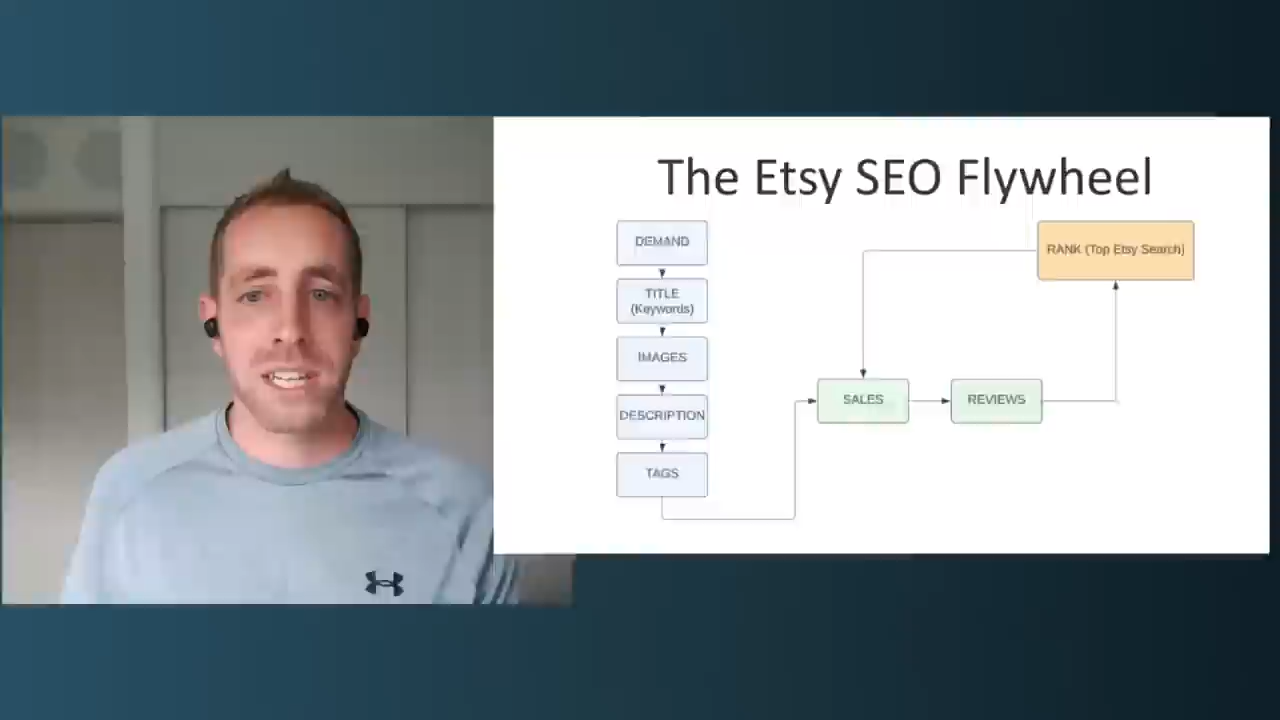 The Etsy SEO Flywheel
DEMAND
TITLE
(Keywords)
IMAGES
DESCRIPTION
TAGS
SALES
REVIEWS
RANK (Top Etsy Search)